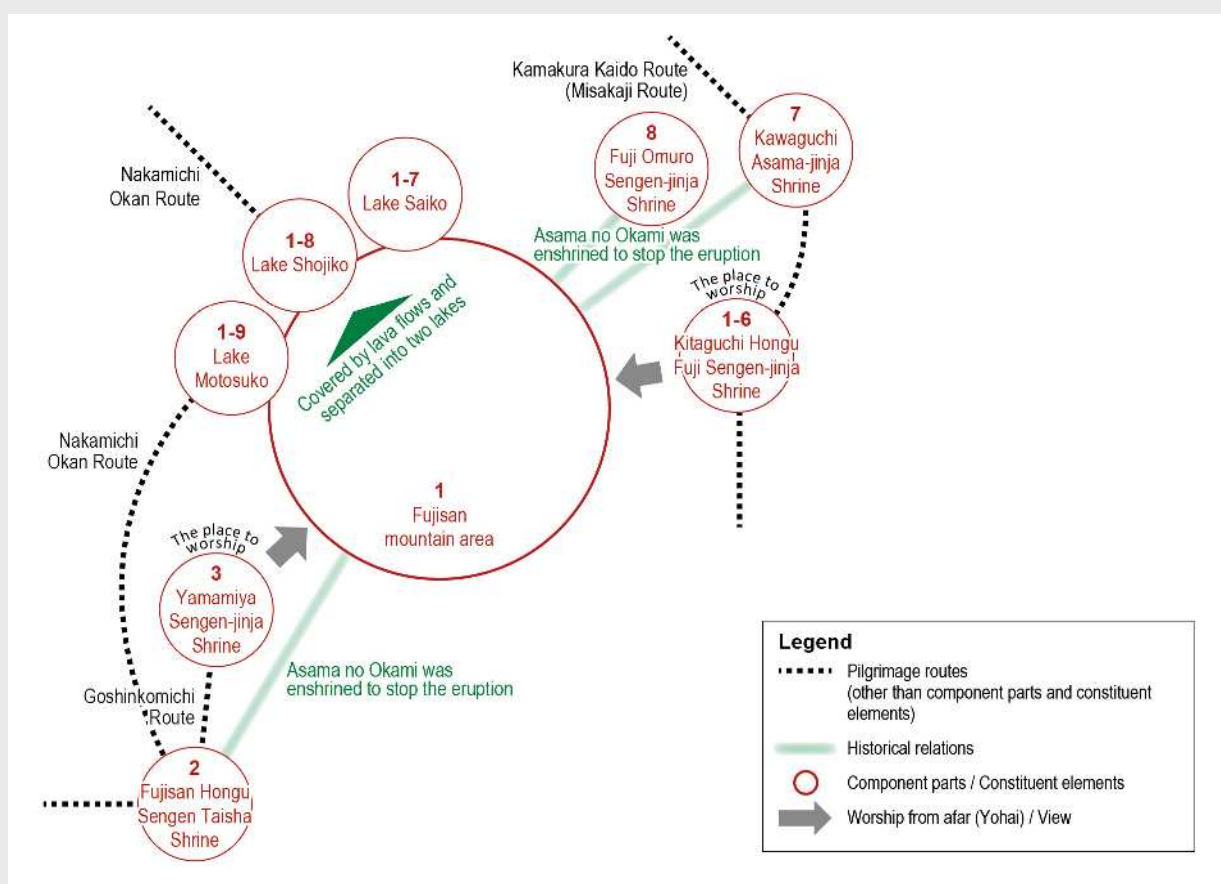 Kamakura Kaido Route
(Misakaji Route)
7
Kawaguchi
Asama-jinja
Shrine
8
Fuji Omuro
Sengen-jinja
Shrine
Nakamichi
Okan Route
1-7
Lake Saiko
1-8
Lake Shojiko
Asama no Okami was
enshrined to stop the eruption
The place to
worship
1-6
Kitaguchi Hongu
Fuji Sengen-jinja
Shrine
1-9
Lake
Motosuko
Covered by lava flows and
separated into two lakes
Nakamichi
Okan Route
1
Fujisan
mountain area
The place to
worship
3
Yamamiya
Sengen-jinja
Shrine
Asama no Okami was
enshrined to stop the eruption
Goshinkomichi
Route
2
Fujisan Hongu
Sengen Taisha
Shrine
Legend
Pilgrimage routes
(other than component parts and constituent
elements)
Historical relations
Component parts / Constituent elements
Worship from afar (Yohai) / View